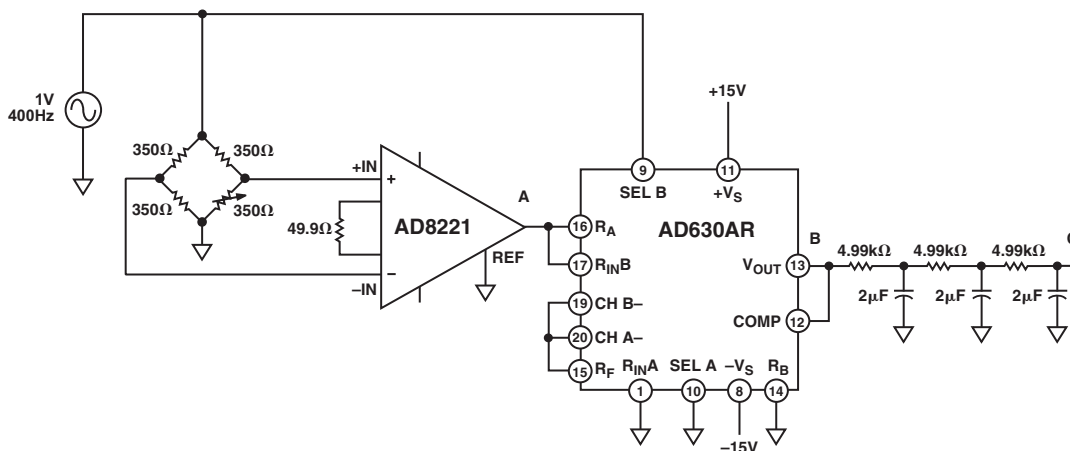 1V
400Hz
350Ω
350Ω
350Ω
350Ω
+IN
–IN
+
–
49.9Ω
AD8221
REF
A
+15V
9
SEL B
11
+VS
16
RA
AD630AR
17
RINB
19
CH B–
20
CH A–
15
RF
RINA
1
SEL A
10
–VS
8
–15V
RB
14
B
VOUT
13
COMP
12
4.99kΩ
4.99kΩ
4.99kΩ
2μF
2μF
2μF